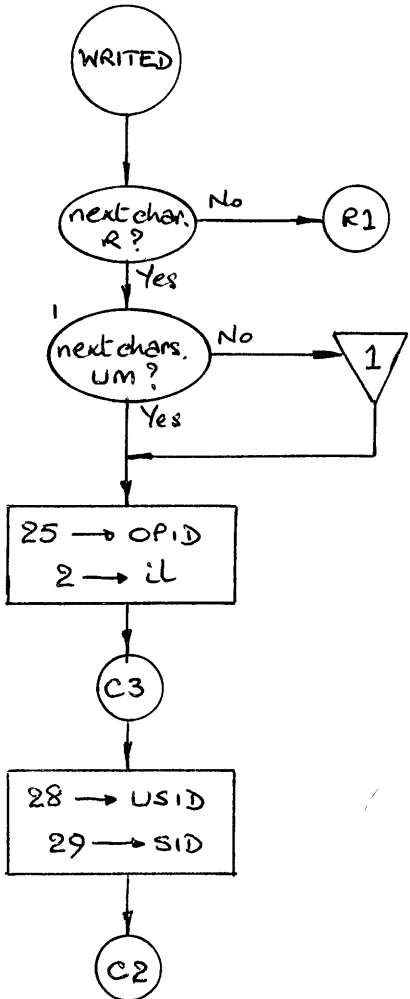 WRITED
next char.
R?
No
R1
Yes
1
next chars.
UM?
No
1
Yes
25 → OPID
2 → iL
C3
28 → USID
29 → SID
C2